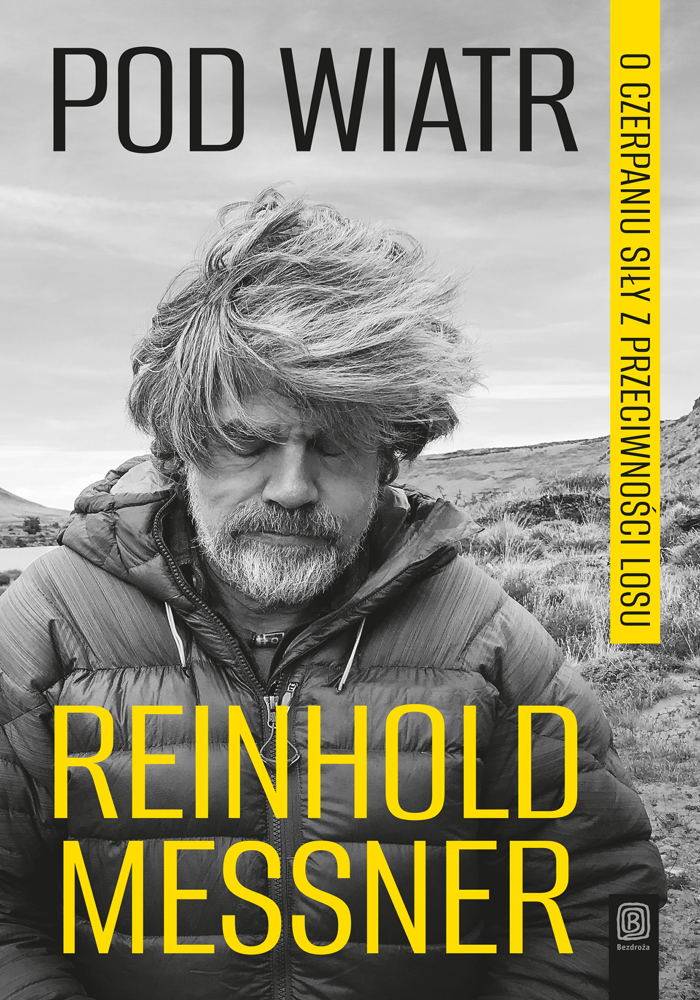 POD WIATR
O CZERPANIU SIŁY Z PRZECIWNOŚCI LOSU
REINHOLD
MESSNER
B
Bezdroża